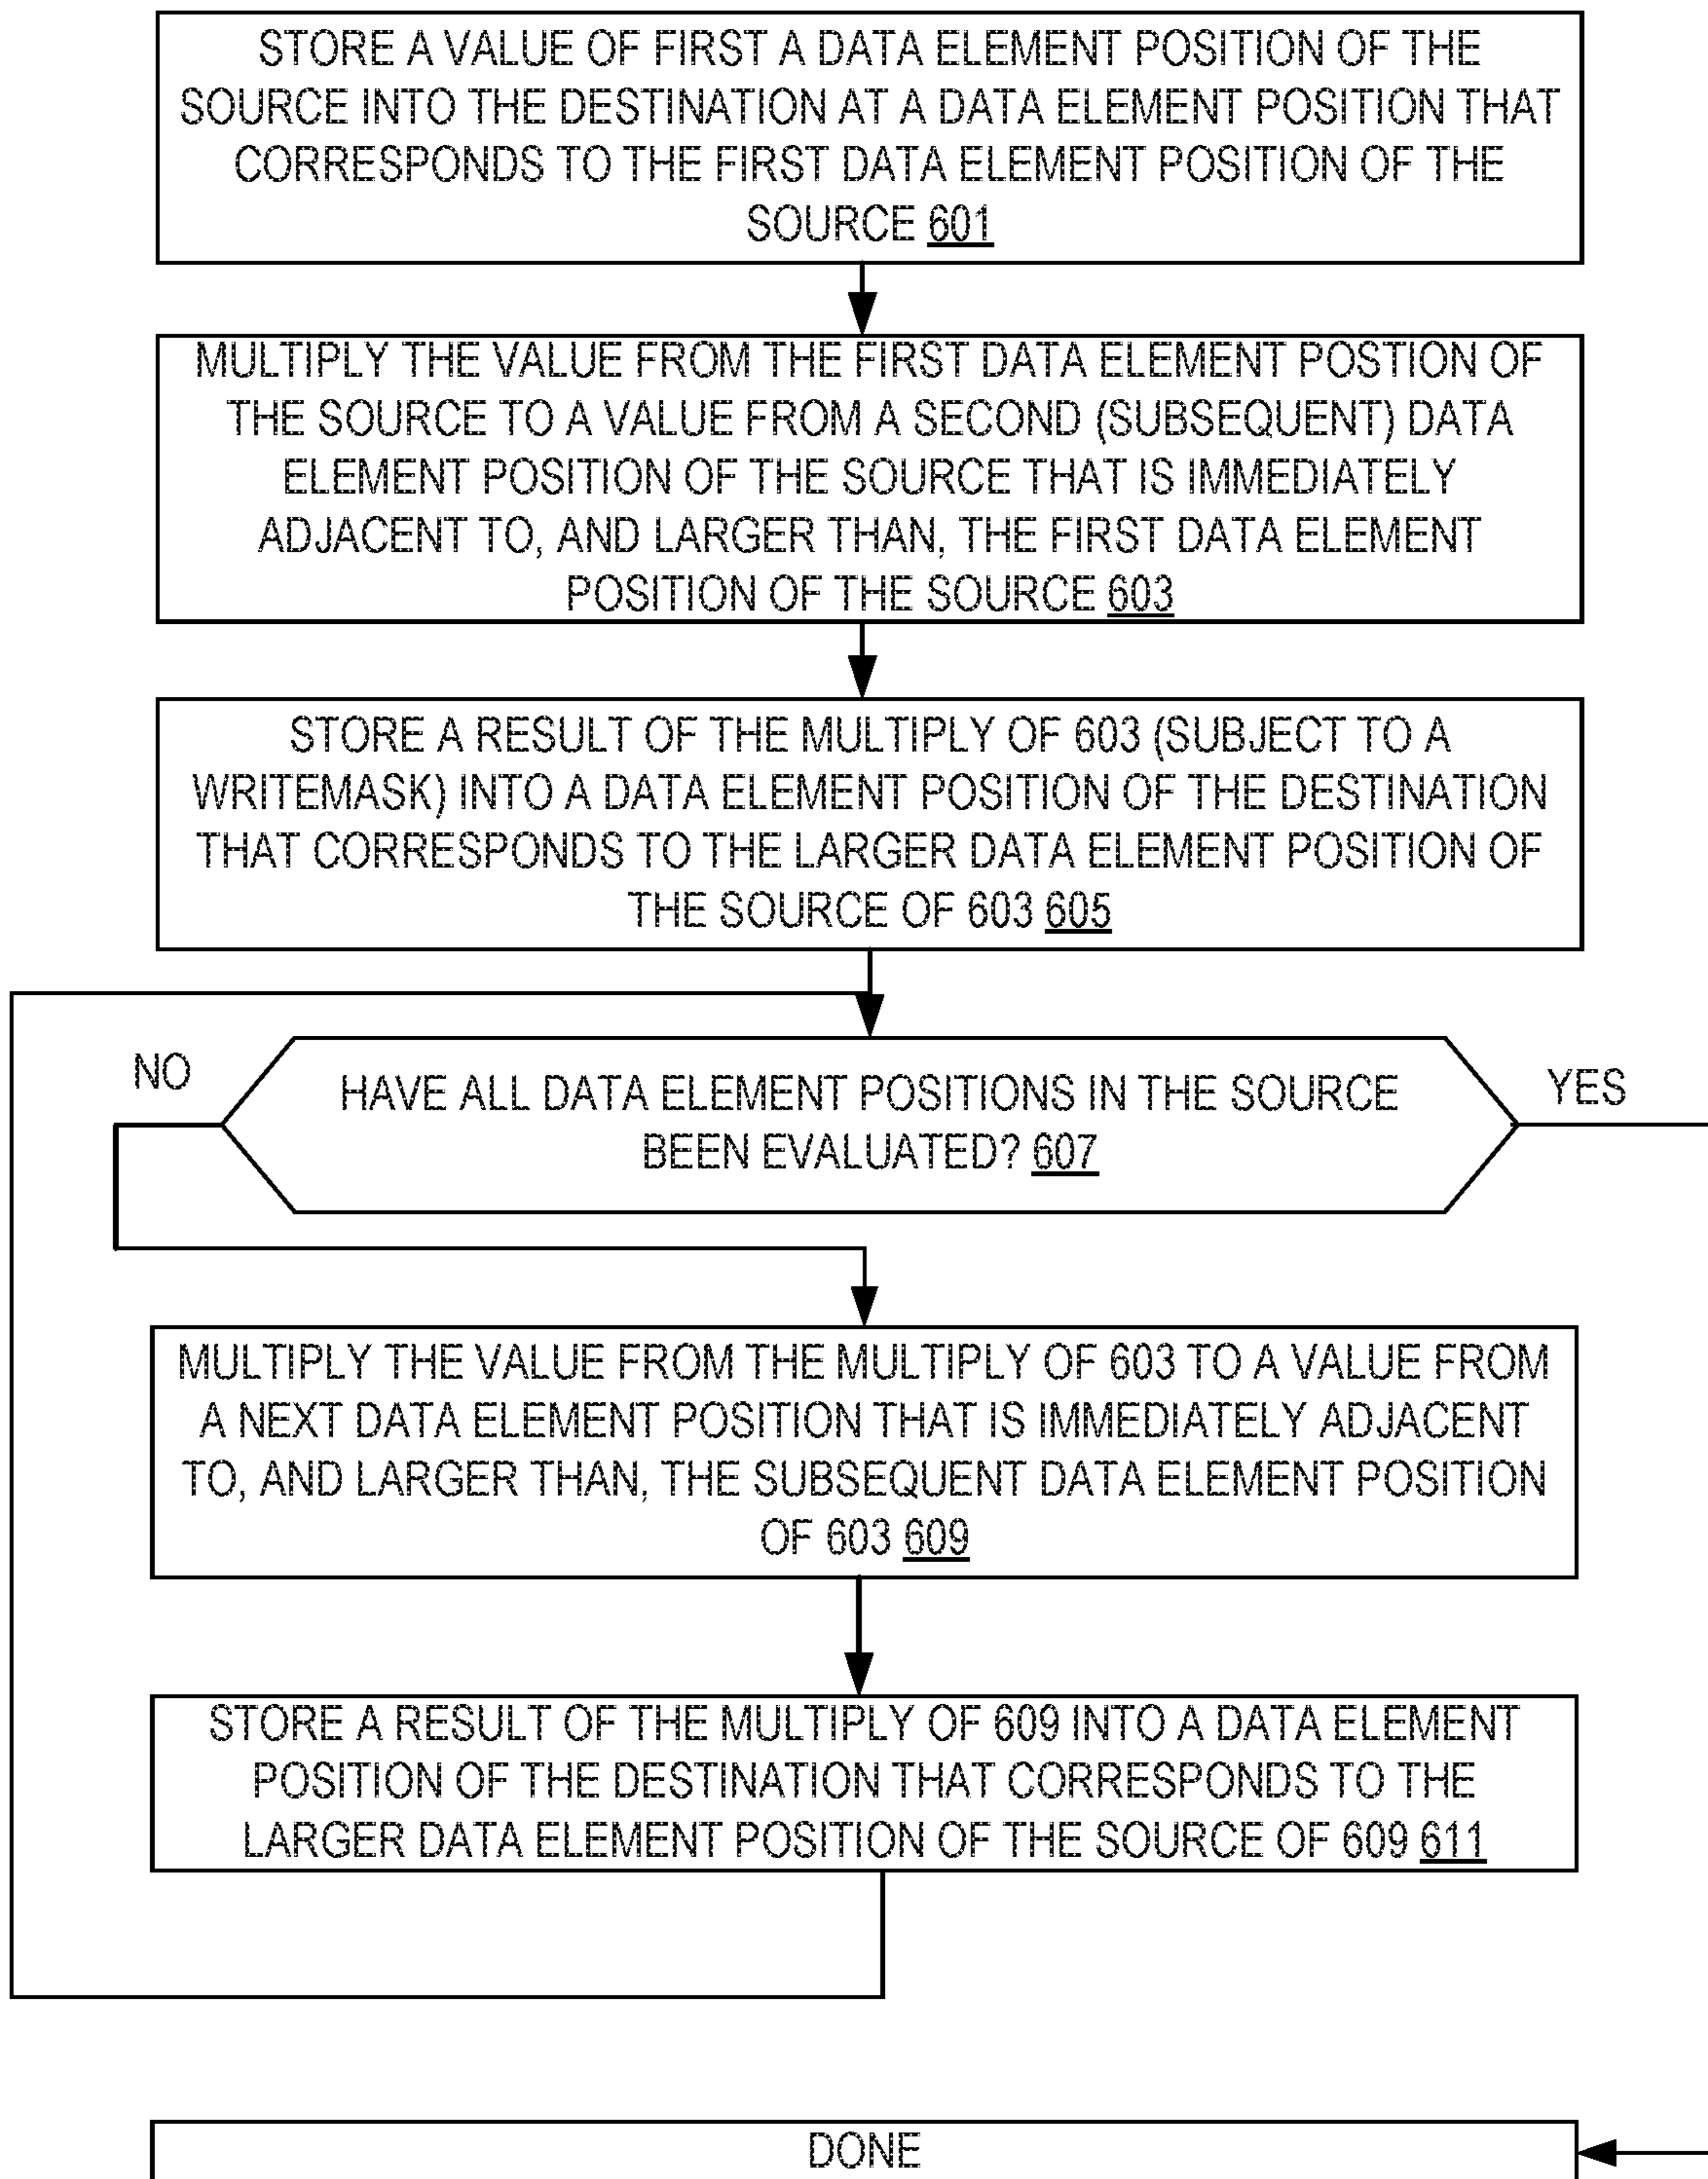 STORE A VALUE OF FIRST A DATA ELEMENT POSITION OF THE
SOURCE INTO THE DESTINATION AT A DATA ELEMENT POSITION THAT
CORRESPONDS TO THE FIRST DATA ELEMENT POSITION OF THE
SOURCE 601
MULTIPLY THE VALUE FROM THE FIRST DATA ELEMENT POSTION OF
THE SOURCE TO A VALUE FROM A SECOND (SUBSEQUENT) DATA
ELEMENT POSITION OF THE SOURCE THAT IS IMMEDIATELY
ADJACENT TO, AND LARGER THAN, THE FIRST DATA ELEMENT
POSITION OF THE SOURCE 603
STORE A RESULT OF THE MULTIPLY OF 603 (SUBJECT TO A
WRITEMASK) INTO A DATA ELEMENT POSITION OF THE DESTINATION
THAT CORRESPONDS TO THE LARGER DATA ELEMENT POSITION OF
THE SOURCE OF 603 605
NO
HAVE ALL DATA ELEMENT POSITIONS IN THE SOURCE
BEEN EVALUATED? 607
YES
MULTIPLY THE VALUE FROM THE MULTIPLY OF 603 TO A VALUE FROM
A NEXT DATA ELEMENT POSITION THAT IS IMMEDIATELY ADJACENT
TO, AND LARGER THAN, THE SUBSEQUENT DATA ELEMENT POSITION
OF 603 609
STORE A RESULT OF THE MULTIPLY OF 609 INTO A DATA ELEMENT
POSITION OF THE DESTINATION THAT CORRESPONDS TO THE
LARGER DATA ELEMENT POSITION OF THE SOURCE OF 609 611
DONE